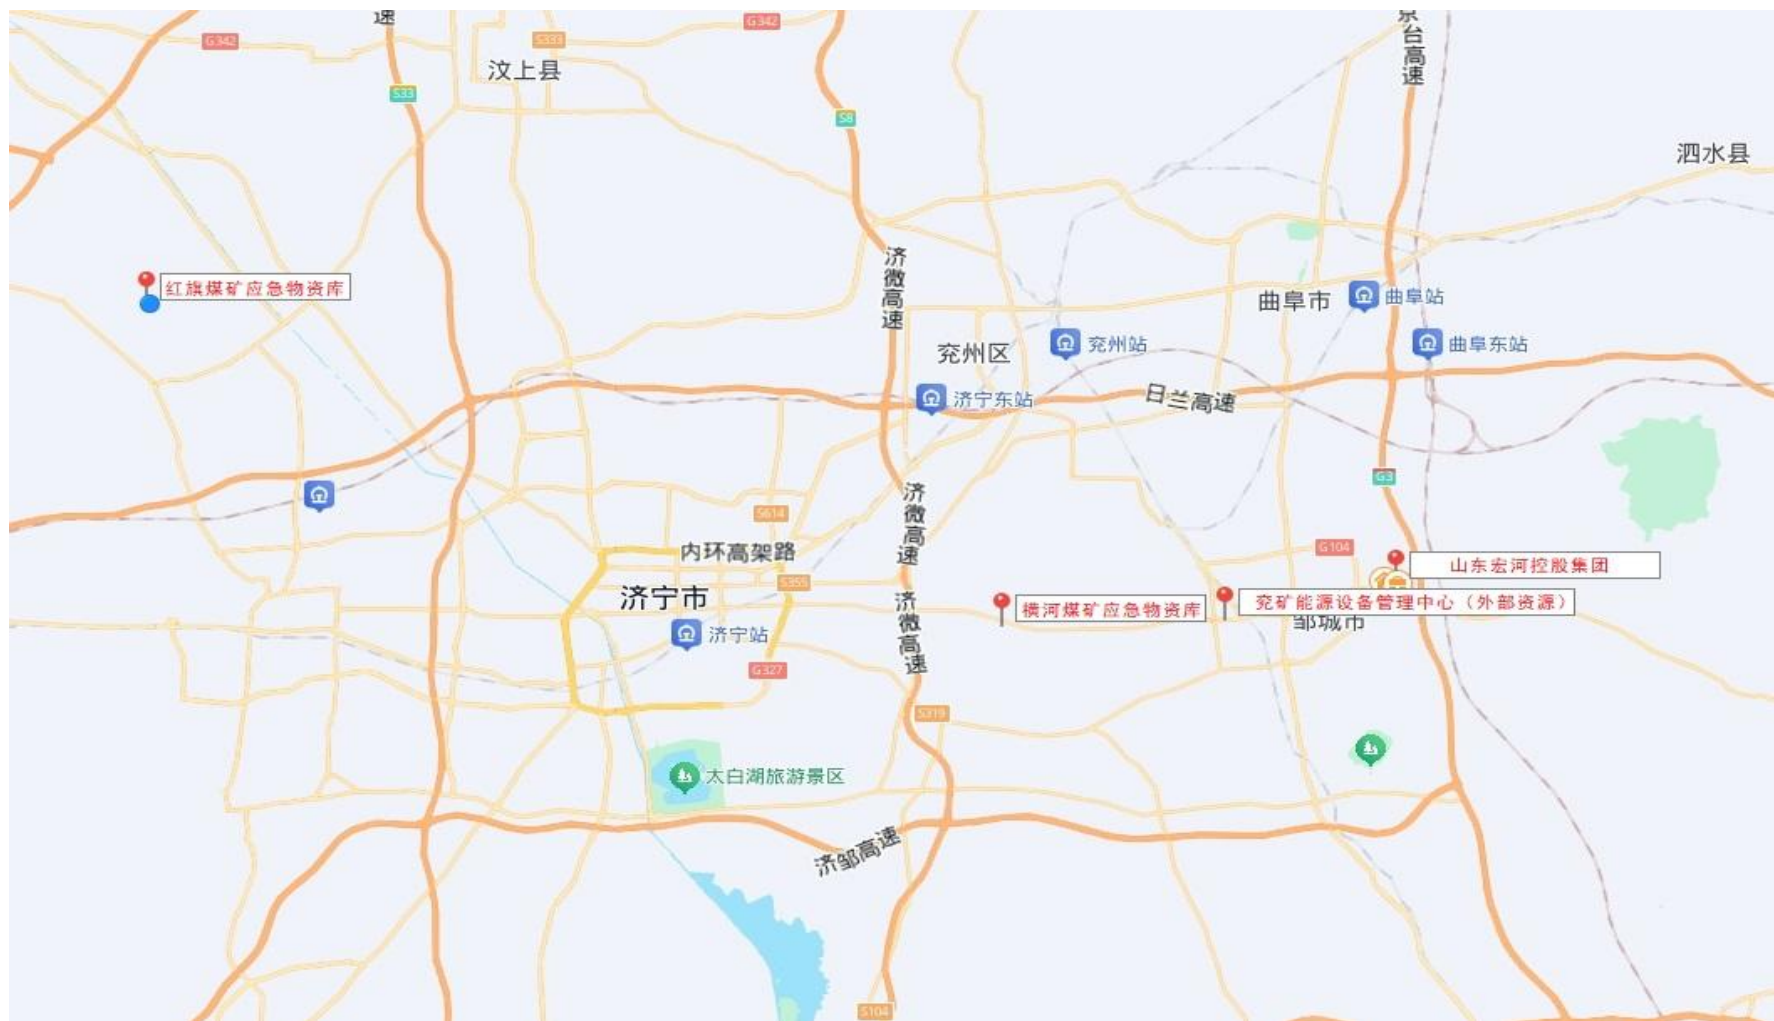 速
G342
S333
G342
京台高速
汶上县
S33
S8
泗水县
济微高速
红旗煤矿应急物资库
曲阜市
曲阜站
兖州区
兖州站
曲阜东站
济宁东站
日兰高速
G3
济微高速
S614
内环高架路
G104
山东宏河控股集团
S355
济宁市
济微高速
横河煤矿应急物资库
兖矿能源设备管理中心（外部资源）
邹城市
济宁站
G327
S319
太白湖旅游景区
济邹高速
S104